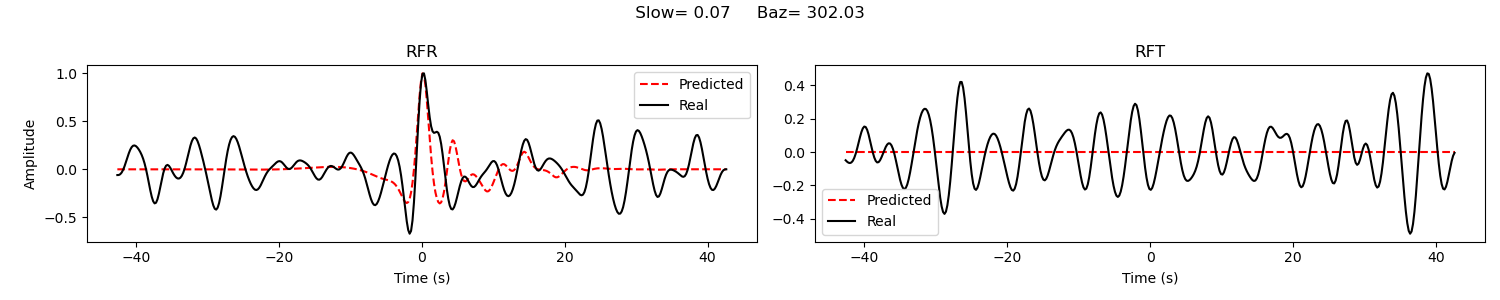 Slow= 0.07 Baz= 302.03
RFR
RFT
Amplitude
1.0
0.5
0.0
−0.5
Predicted
Real
−40
−20
0
20
40
Time (s)
0.4
0.2
0.0
−0.2
−0.4
Predicted
Real
−40
−20
0
20
40
Time (s)